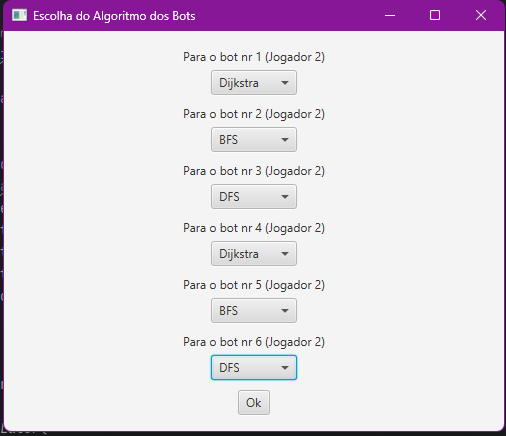 Escolha do Algoritmo dos Bots
Para o bot nr 1 (Jogador 2)
Dijkstra
Para o bot nr 2 (Jogador 2)
BFS
Para o bot nr 3 (Jogador 2)
DFS
Para o bot nr 4 (Jogador 2)
Dijkstra
Para o bot nr 5 (Jogador 2)
BFS
Para o bot nr 6 (Jogador 2)
DFS
Ok